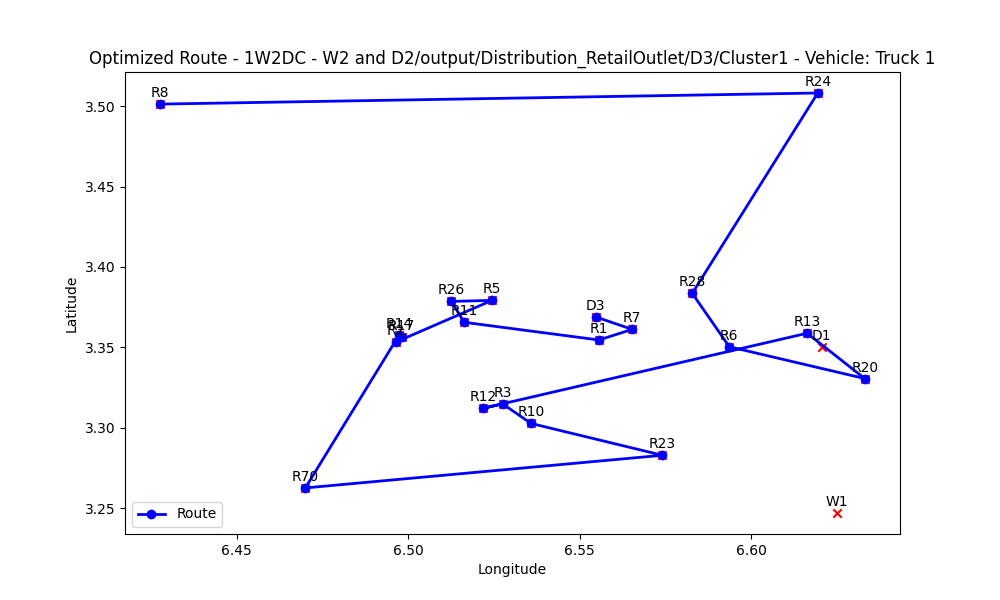 Optimized Route - 1W2DC - W2 and D2/output/Distribution_RetailOutlet/D3/Cluster1 - Vehicle: Truck 1
R24
R8
3.50
3.45
3.40
R28
R26
R5
D3
R11
R7
R13
R1
R6
D1
3.35
R20
R12
R3
R10
3.30
R23
R70
W1
3.25
Route
6.45
6.50
6.55
6.60
Longitude
Latitude